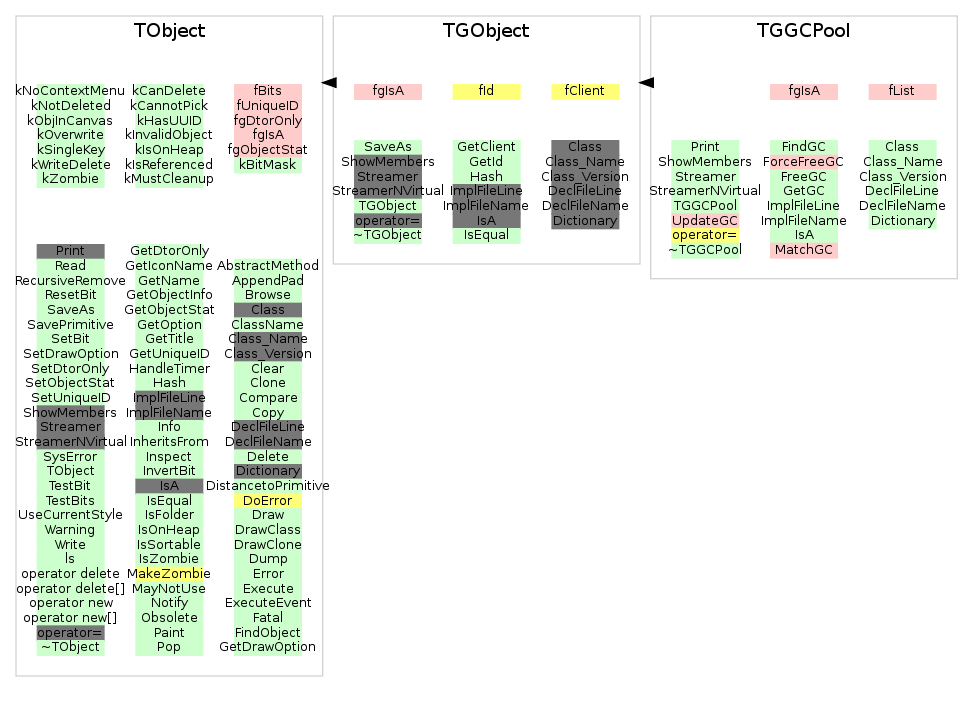 TObject
kNoContextMenu kCanDelete fBits
kNotDeleted kCannotPick fUniqueID
kObjInCanvas kHasUUID fgDtorOnly
kOverwrite kInvalidObject fgIsA
kSingleKey kIsOnHeap fgObjectStat
kWriteDelete kIsReferenced kBitMask
kZombie kMustCleanup
Print GetDtorOnly
Read GetIconName AbstractMethod
RecursiveRemove GetName AppendPad
ResetBit GetObjectInfo Browse
SaveAs GetObjectStat Class
SavePrimitive GetOption ClassName
SetBit GetTitle Class_Name
SetDrawOption GetUniqueID Class_Version
SetDtorOnly HandleTimer Clear
SetObjectStat Hash Clone
SetUniqueID ImplFileLine Compare
ShowMembers ImplFileName Copy
Streamer Info DeclFileLine
StreamerNVirtual InheritsFrom DeclFileName
SysError Inspect Delete
TObject InvertBit Dictionary
TestBit IsA DistancetoPrimitive
TestBits IsEqual DoError
UseCurrentStyle IsFolder Draw
Warning IsOnHeap DrawClass
Write IsSortable DrawClone
ls IsZombie Dump
operator delete MakeZombie Error
operator delete[] MayNotUse Execute
operator new Notify ExecuteEvent
operator new[] Obsolete Fatal
operator= Paint FindObject
~TObject Pop GetDrawOption
TGObject
fgIsA fId fClient
SaveAs GetClient Class
ShowMembers GetId Class_Name
Streamer Hash Class_Version
StreamerNVirtual ImplFileLine DeclFileLine
TGObject ImplFileName DeclFileName
operator= IsA Dictionary
~TGObject IsEqual
TGGCPool
fgIsA fList
Print FindGC Class
ShowMembers ForceFreeGC Class_Name
Streamer FreeGC Class_Version
StreamerNVirtual GetGC DeclFileLine
TGGCPool ImplFileLine DeclFileName
UpdateGC ImplFileName Dictionary
operator= IsA
~TGGCPool MatchGC